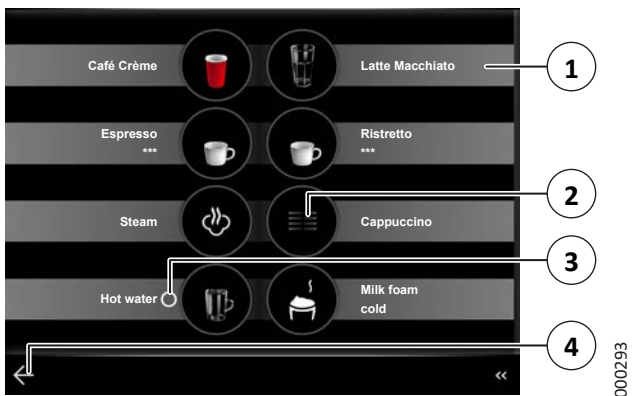 Café Crème
Latte Macchiato
1
Espresso
***
Ristretto
***
2
Steam
Cappuccino
3
Hot water
Milk foam
cold
4
«
000293